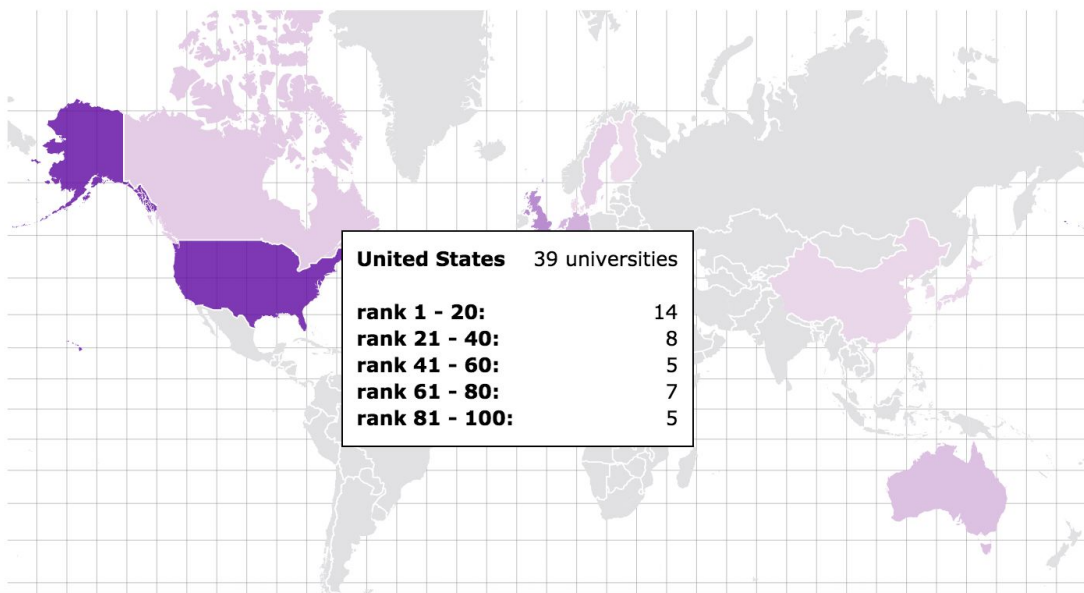 United States 39 universities
rank 1 - 20: 14
rank 21 - 40: 8
rank 41 - 60: 5
rank 61 - 80: 7
rank 81 - 100: 5